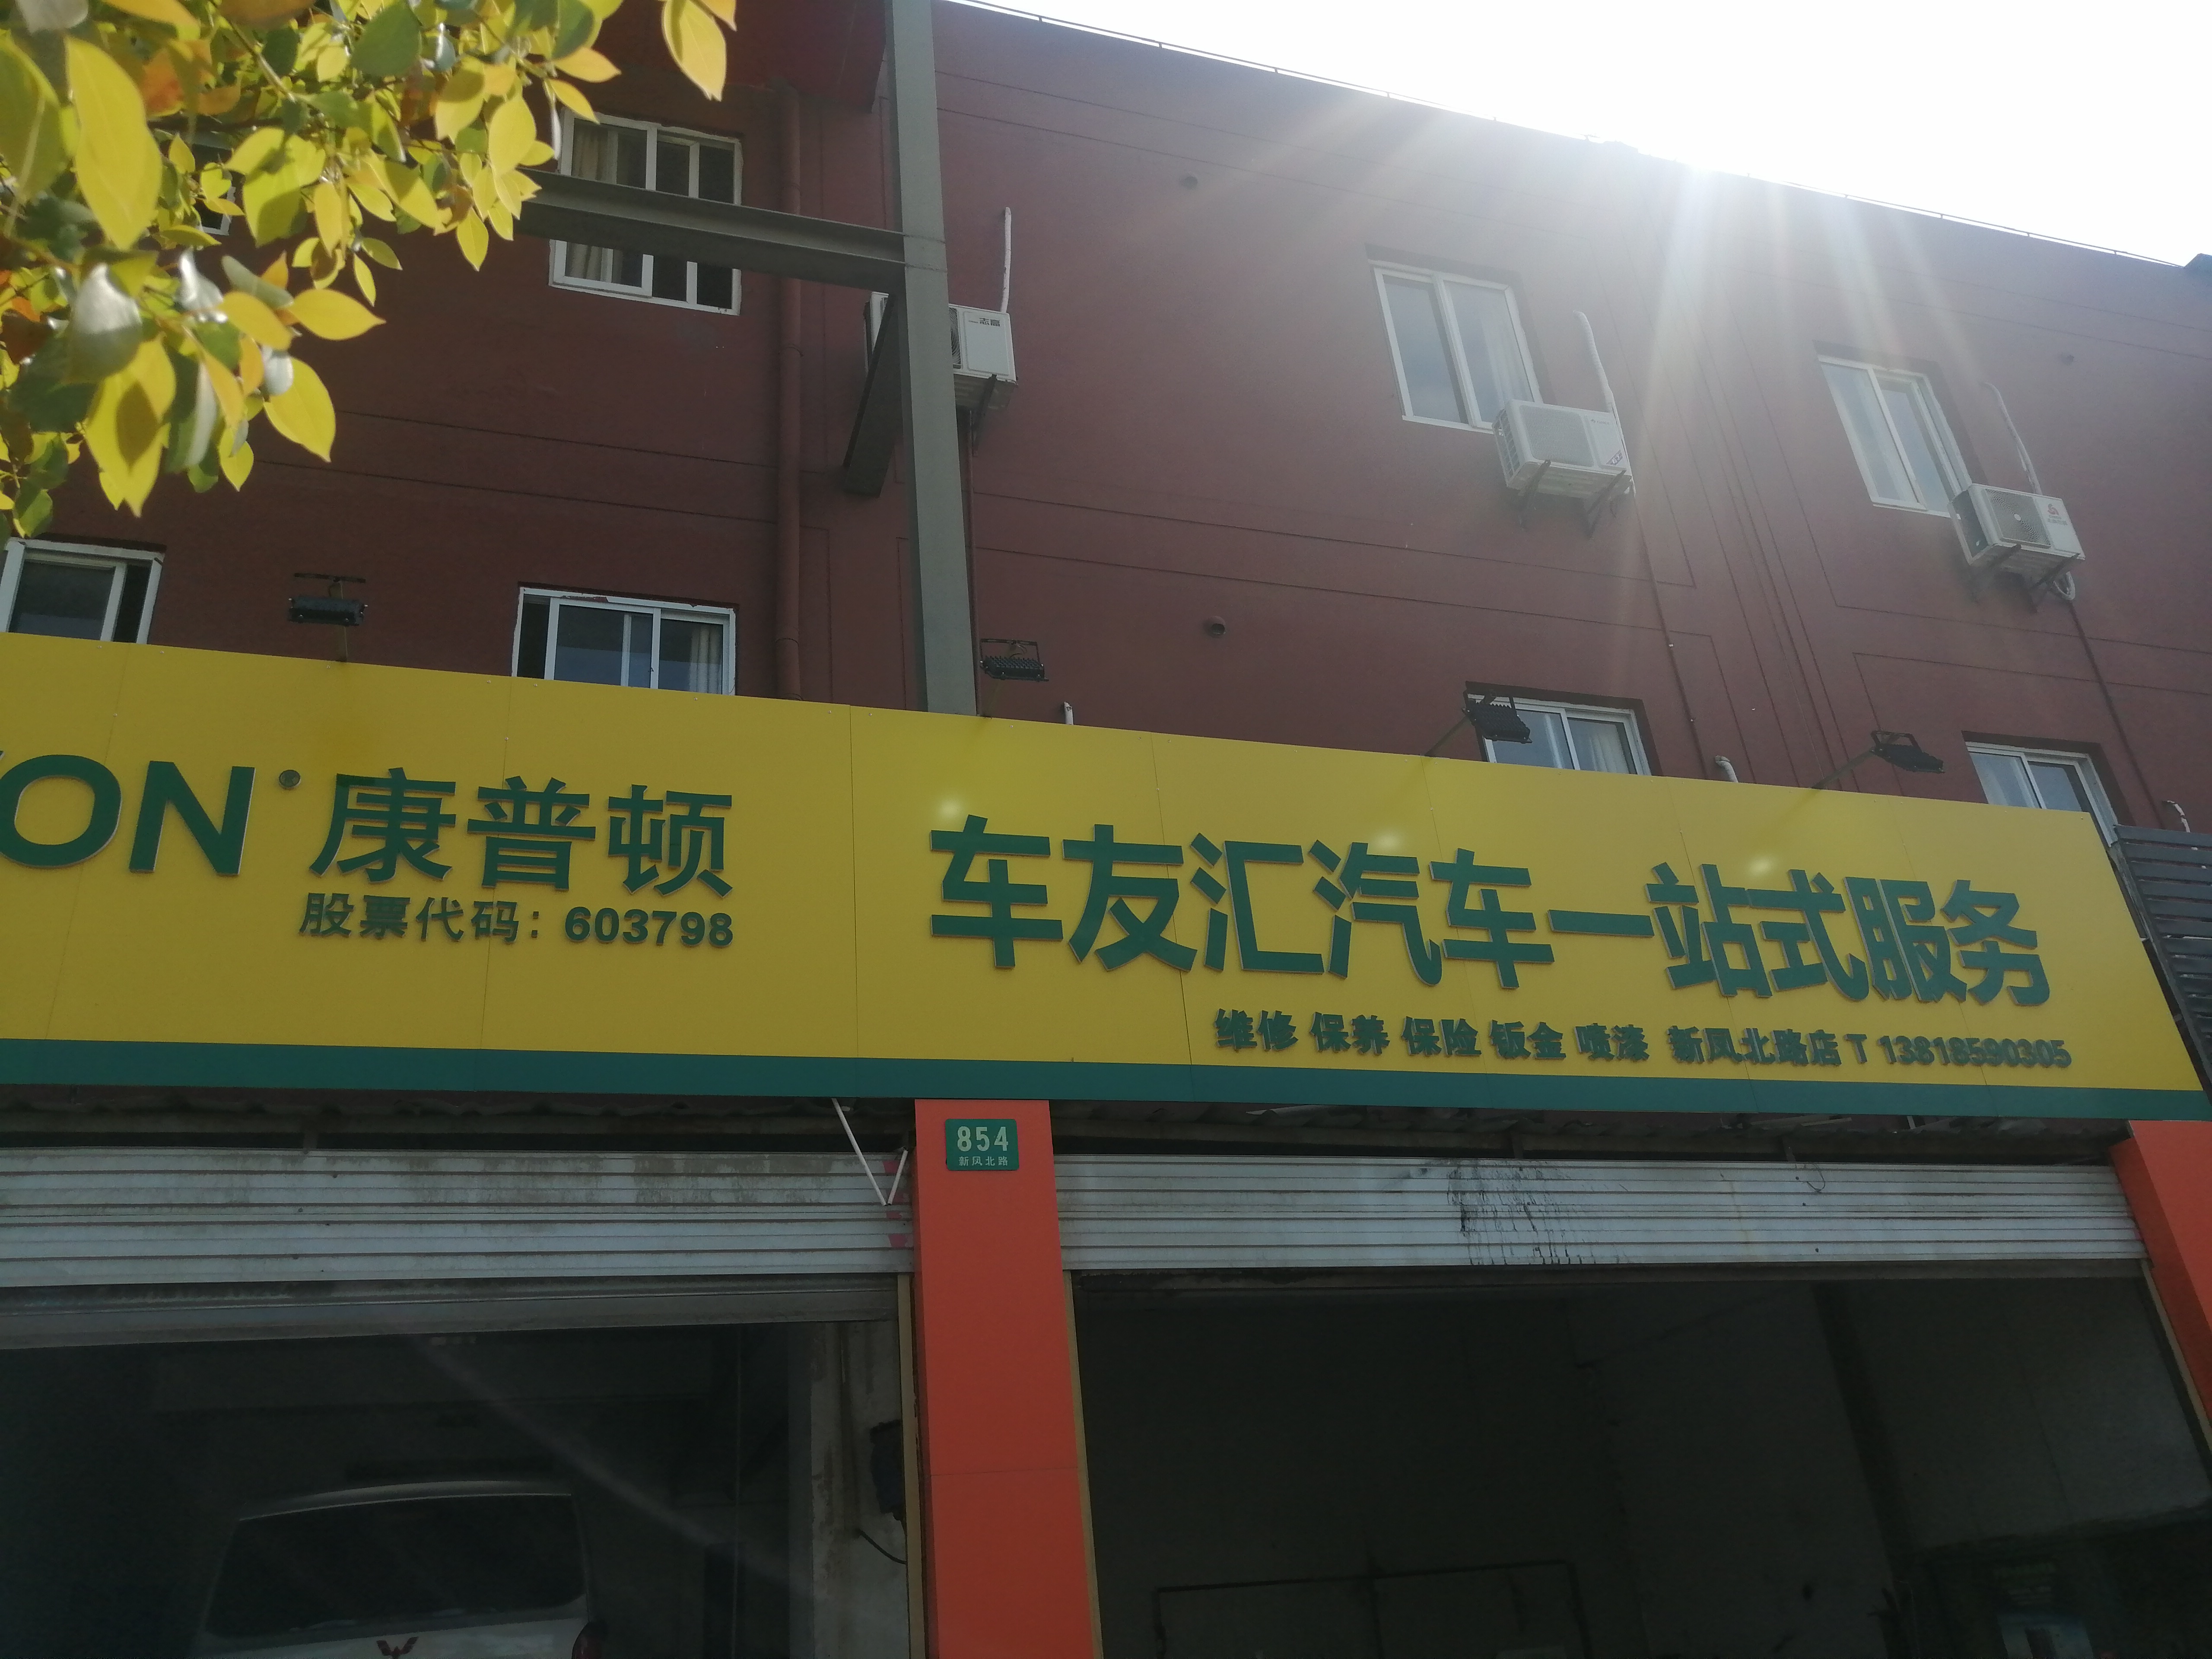 ON 康普顿
股票代码：603798
车友汇汽车一站式服务
维修 保养 保险 钣金 喷漆 新凤北路店 T 13818590305
854
新凤北路